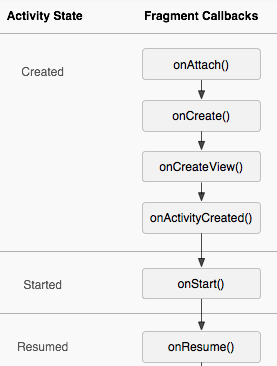 Activity State Fragment Callbacks
Created
onAttach()
onCreate()
onCreateView()
onActivityCreated()
Started
onStart()
Resumed
onResume()